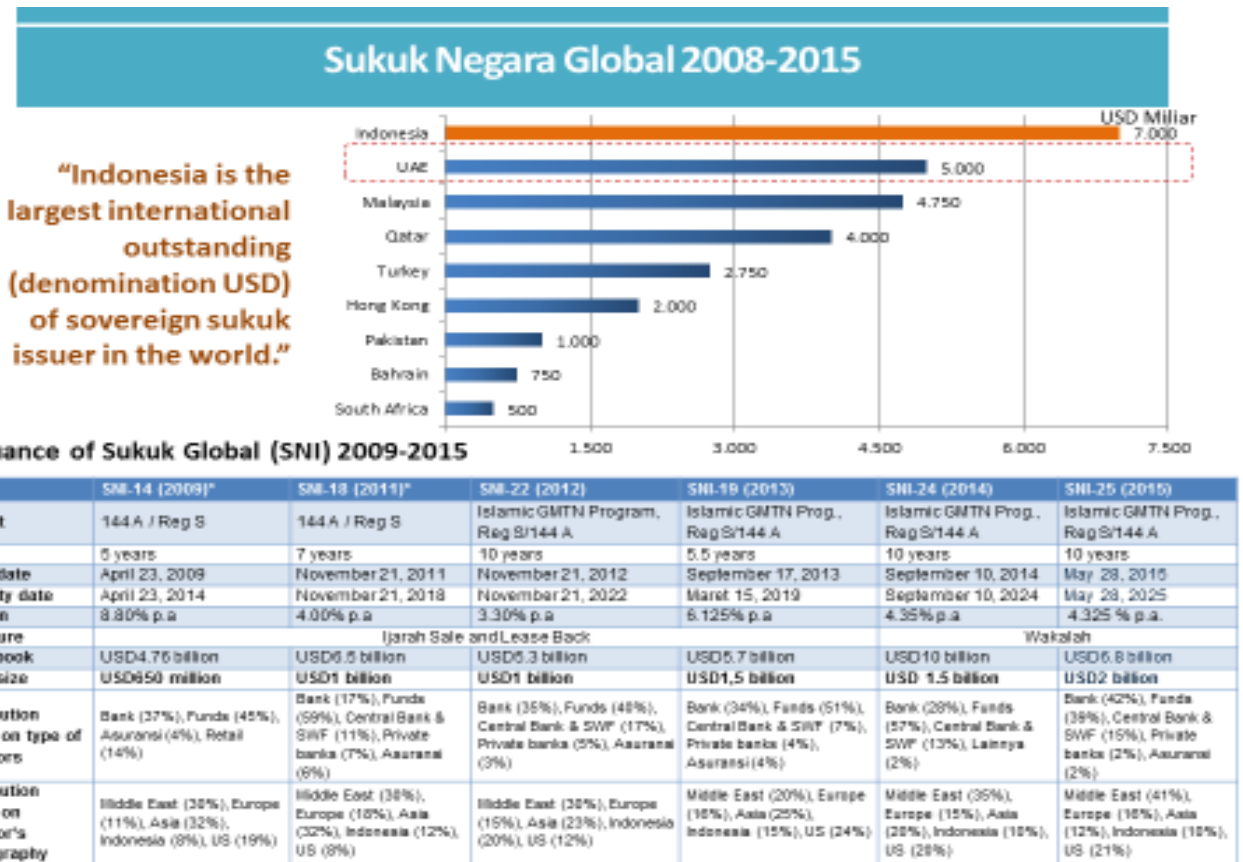 Sukuk Negara Global 2008-2015
USD Miliar
"Indonesia is the
largest international
outstanding
(denomination USD)
of sovereign sukuk
issuer in the world."
Indonesia 7.000
UAE 5.000
Malaysia 4.750
Qatar 4.000
Turkey 2.750
Hong Kong 2.000
Pakistan 1.000
Bahrain 750
South Africa 500
1.500 3.000 4.500 6.000 7.500
uance of Sukuk Global (SNI) 2009-2015
SNI-14 (2009)* SNI-18 (2011)* SNI-22 (2012) SNI-19 (2013) SNI-24 (2014) SNI-25 (2015)
t 144 A / Reg S 144 A / Reg S Islamic GMTN Program, Reg S/144 A Islamic GMTN Prog., Reg S/144 A Islamic GMTN Prog., Reg S/144 A Islamic GMTN Prog., Reg S/144 A
5 years 7 years 10 years 5.5 years 10 years 10 years
date April 23, 2009 November 21, 2011 November 21, 2012 September 17, 2013 September 10, 2014 May 28, 2015
ty date April 23, 2014 November 21, 2018 November 21, 2022 Maret 15, 2019 September 10, 2024 May 28, 2025
n 8.80% p.a 4.00% p.a 3.30% p.a 6.125% p.a 4.35% p.a 4.325 % p.a.
ure Ijarah Sale and Lease Back Wakalah
book USD4.76 billion USD6.5 billion USD5.7 billion USD10 billion USD6.8 billion
size USD650 million USD1 billion USD1 billion USD1,5 billion USD 1.5 billion USD2 billion
ution on type of ors Bank (37%), Funds (45%), Asuransi (4%), Retail (14%) Bank (17%), Funds (59%), Central Bank & SWF (11%), Private banks (7%), Asuransi (6%) Bank (35%), Funds (40%), Central Bank & SWF (17%), Private banks (5%), Asuransi (3%) Bank (34%), Funds (51%), Central Bank & SWF (7%), Private banks (4%), Asuransi (4%) Bank (28%), Funds (57%), Central Bank & SWF (13%), Lainnya (2%) Bank (42%), Funds (39%), Central Bank & SWF (15%), Private banks (2%), Asuransi (2%)
ution on or's raphy Middle East (30%), Europe (11%), Asia (32%), Indonesia (8%), US (19%) Middle East (30%), Europe (18%), Asia (32%), Indonesia (12%), US (8%) Middle East (30%), Europe (15%), Asia (23%), Indonesia (20%), US (12%) Middle East (20%), Europe (16%), Asia (25%), Indonesia (15%), US (24%) Middle East (35%), Europe (15%), Asia (20%), Indonesia (10%), US (20%) Middle East (41%), Europe (16%), Asia (12%), Indonesia (10%), US (21%)